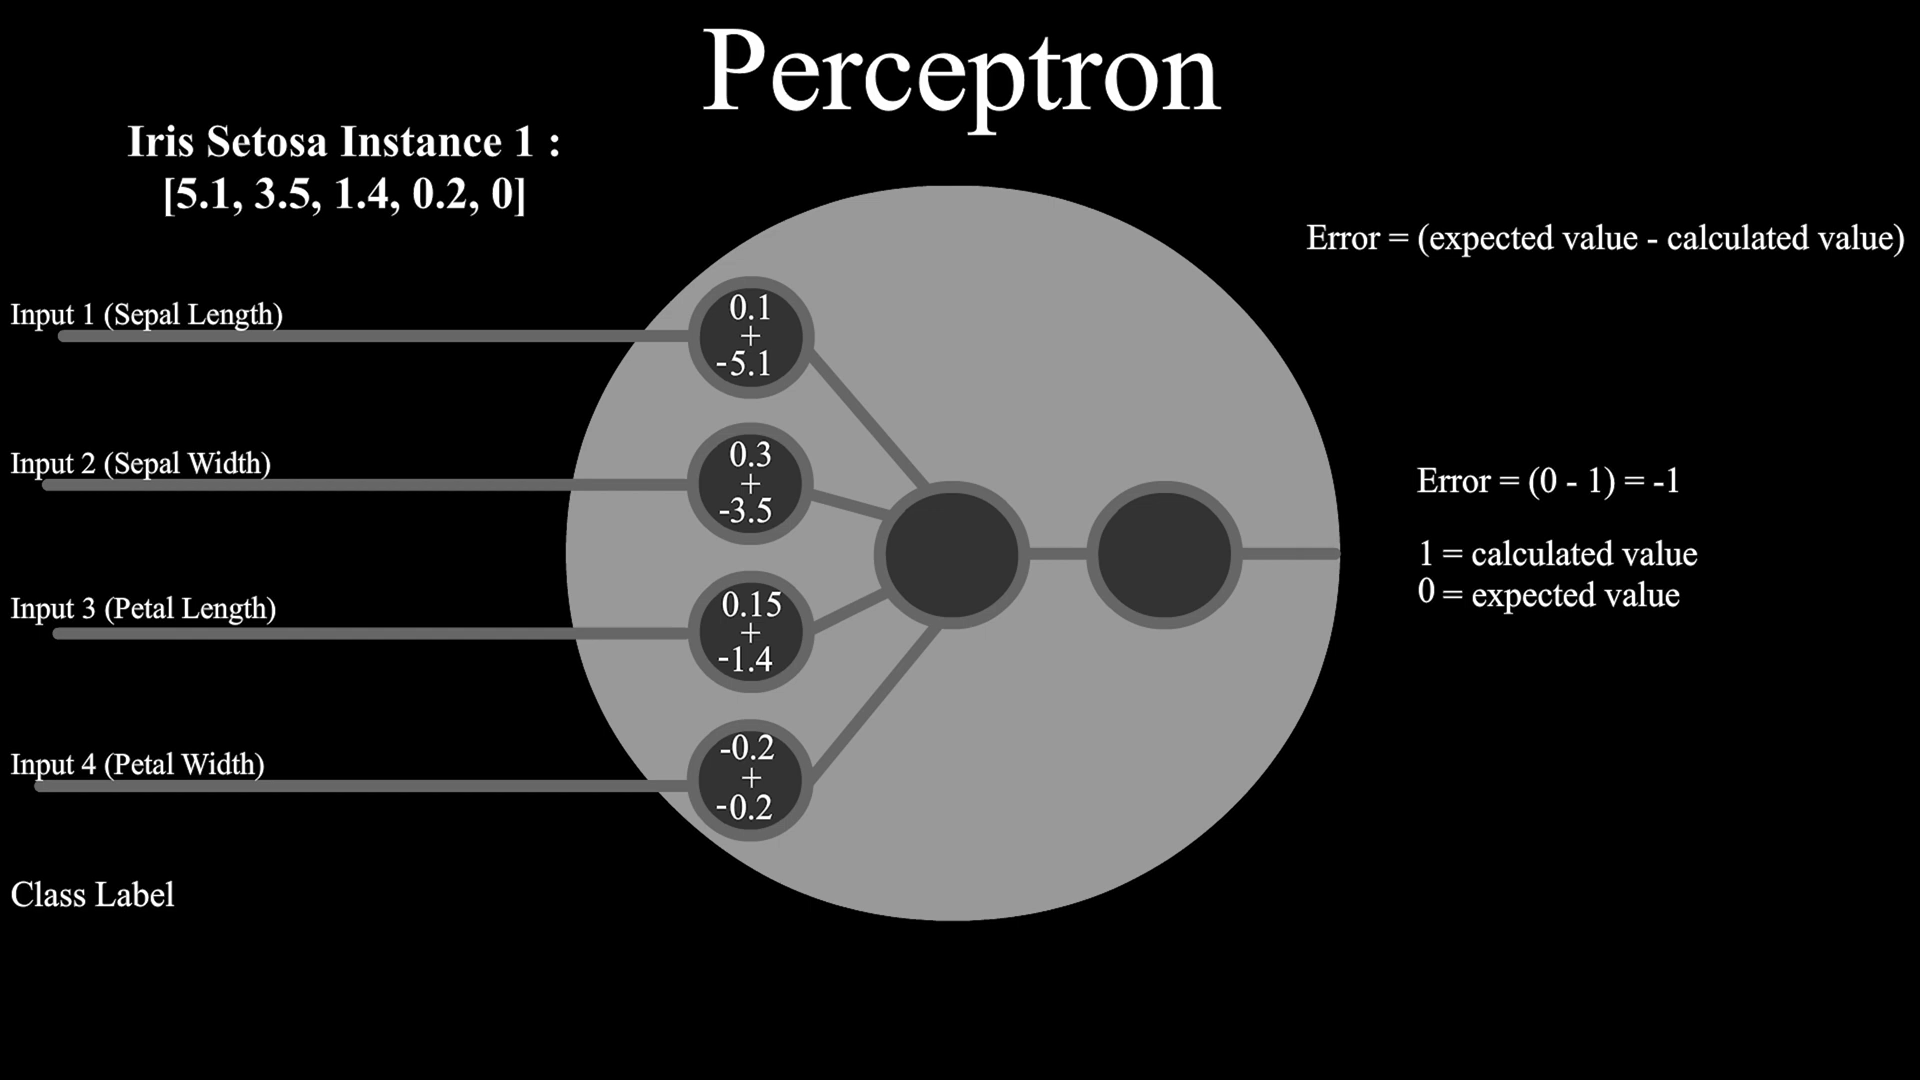 Perceptron
Iris Setosa Instance 1 :
[5.1, 3.5, 1.4, 0.2, 0]
Error = (expected value - calculated value)
Input 1 (Sepal Length)
0.1
+
-5.1
Input 2 (Sepal Width)
0.3
+
-3.5
Input 3 (Petal Length)
0.15
+
-1.4
Input 4 (Petal Width)
-0.2
+
-0.2
Class Label
Error = (0 - 1) = -1
1 = calculated value
0 = expected value